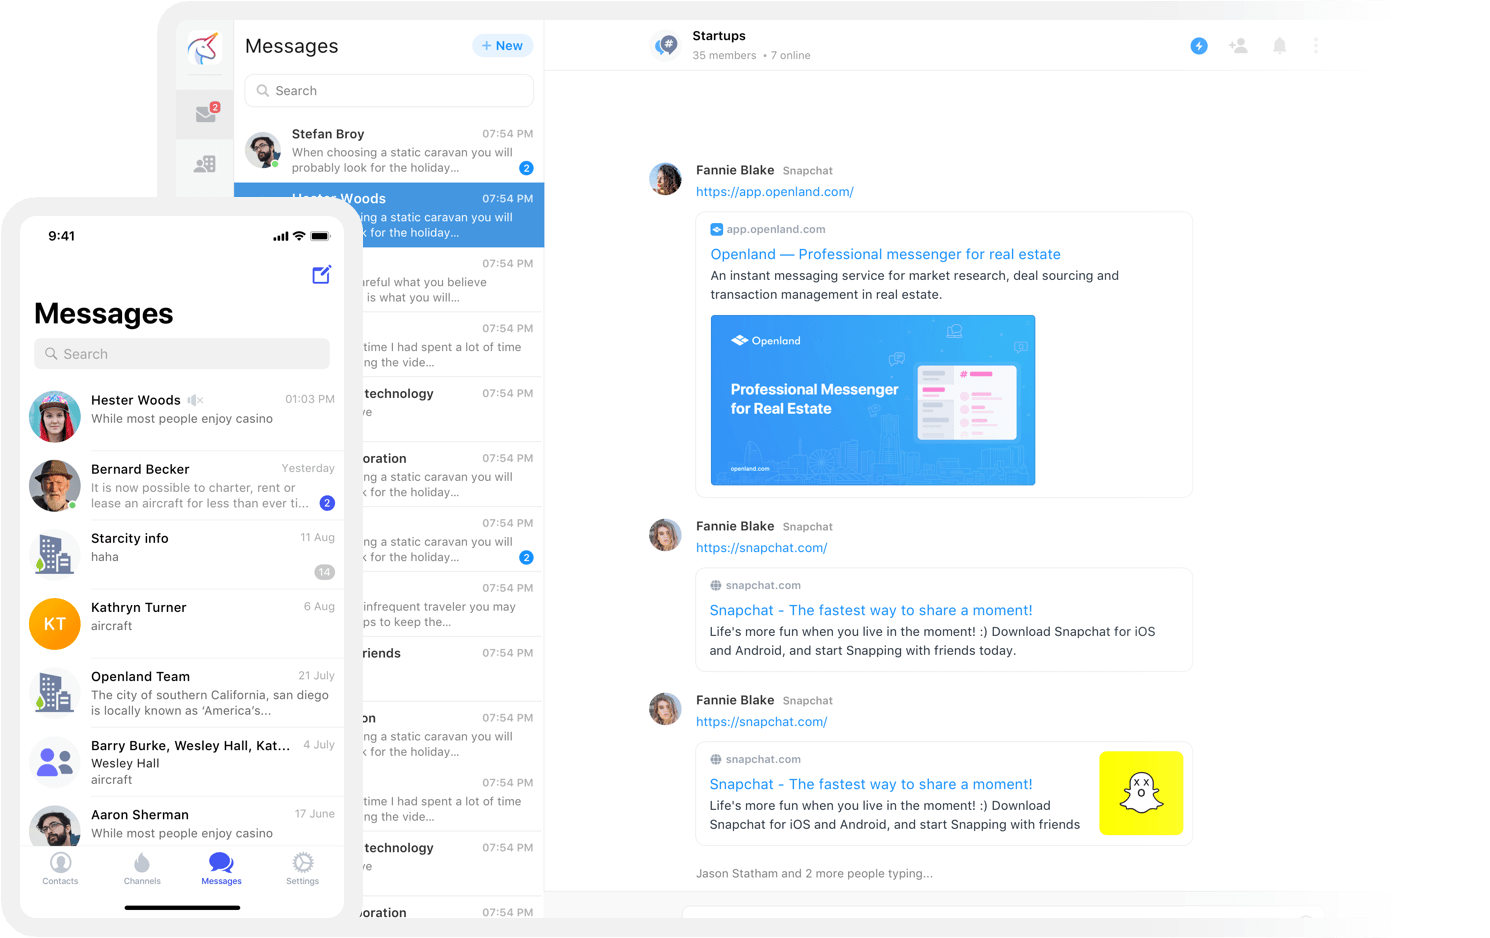 Messages
+ New
Search
2
Stefan Broy
07:54 PM
When choosing a static caravan you will
probably look for the holiday...
2
Hester Woods
07:54 PM
ing a static caravan you will
k for the holiday...
07:54 PM
areful what you believe
is what you will...
07:54 PM
time I had spent a lot of time
ng the vide...
technology
07:54 PM
ve
oration
07:54 PM
ng a static caravan you will
k for the holiday...
07:54 PM
ng a static caravan you will
k for the holiday...
2
07:54 PM
infrequent traveler you may
ps to keep the...
riends
07:54 PM
on
07:54 PM
ng a static caravan you will
k for the holiday...
07:54 PM
time I had spent a lot of time
ng the vide...
technology
07:54 PM
ve
oration
07:54 PM
#
Startups
35 members • 7 online
Fannie Blake Snapchat
https://app.openland.com/
app.openland.com
Openland — Professional messenger for real estate
An instant messaging service for market research, deal sourcing and
transaction management in real estate.
Openland
Professional Messenger
for Real Estate
#
openland.com
Fannie Blake Snapchat
https://snapchat.com/
snapchat.com
Snapchat - The fastest way to share a moment!
Life's more fun when you live in the moment! :) Download Snapchat for iOS
and Android, and start Snapping with friends today.
Fannie Blake Snapchat
https://snapchat.com/
snapchat.com
Snapchat - The fastest way to share a moment!
Life's more fun when you live in the moment! :) Download
Snapchat for iOS and Android, and start Snapping with friends
Jason Statham and 2 more people typing...
9:41
Messages
Search
Hester Woods
01:03 PM
While most people enjoy casino
Bernard Becker
Yesterday
It is now possible to charter, rent or
lease an aircraft for less than ever ti...
2
Starcity info
11 Aug
haha
14
KT
Kathryn Turner
6 Aug
aircraft
Openland Team
21 July
The city of southern California, san diego
is locally known as ‘America’s...
Barry Burke, Wesley Hall, Kat...
4 July
Wesley Hall
aircraft
Aaron Sherman
17 June
While most people enjoy casino
Contacts
Channels
Messages
Settings